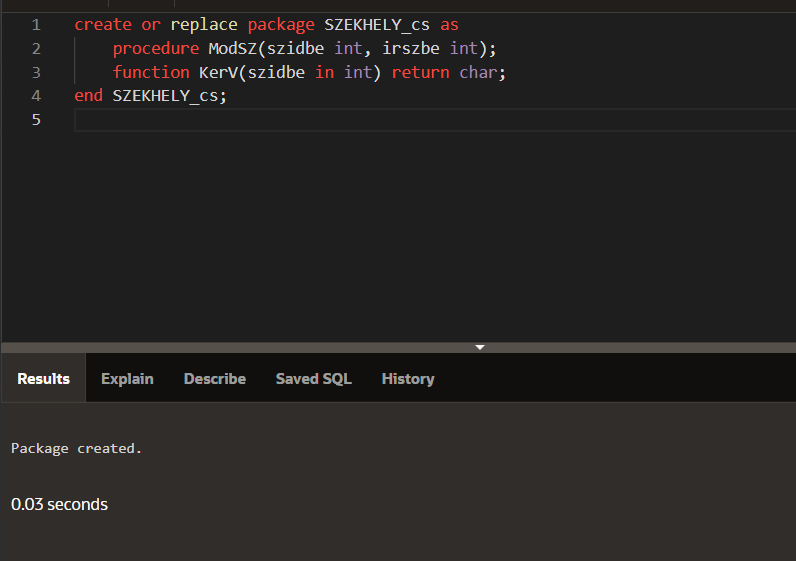 1 create or replace package SZEKHELY_cs as
2 procedure ModSZ(szidbe int, irszbe int);
3 function KerV(szidbe in int) return char;
4 end SZEKHELY_cs;
5
Results Explain Describe Saved SQL History
Package created.
0.03 seconds